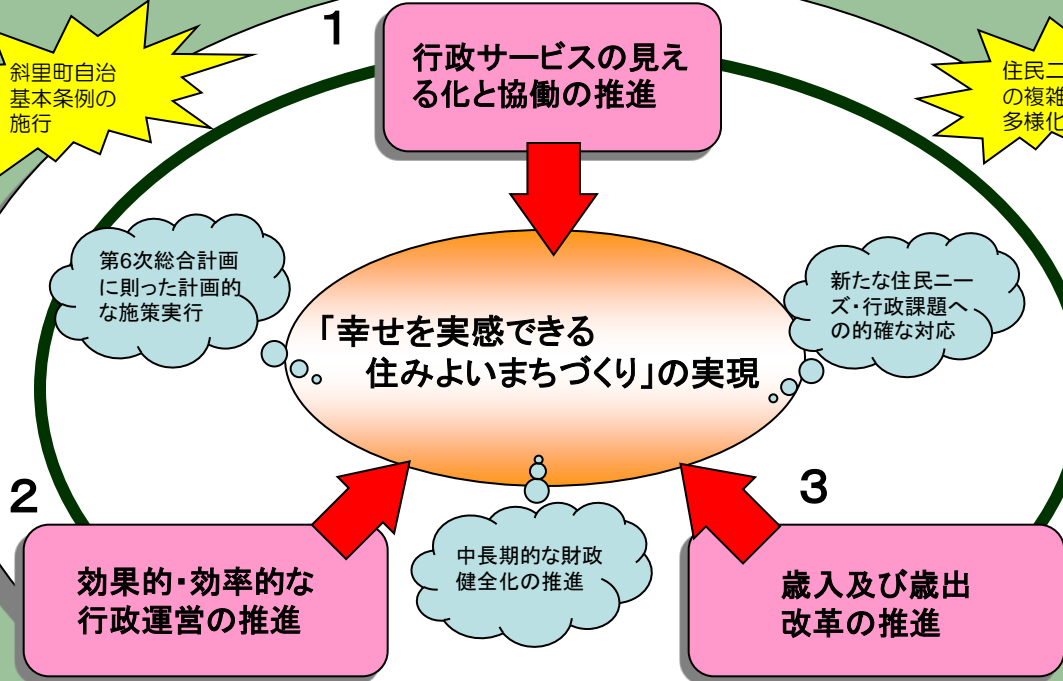 1
行政サービスの見え
る化と協働の推進
斜里町自治
基本条例の
施行
住民ニ
の複雑
多様化
第6次総合計画
に則った計画的
な施策実行
新たな住民ニー
ズ・行政課題へ
の的確な対応
「幸せを実感できる
住みよいまちづくり」の実現
2
効果的・効率的な
行政運営の推進
中長期的な財政
健全化の推進
3
歳入及び歳出
改革の推進